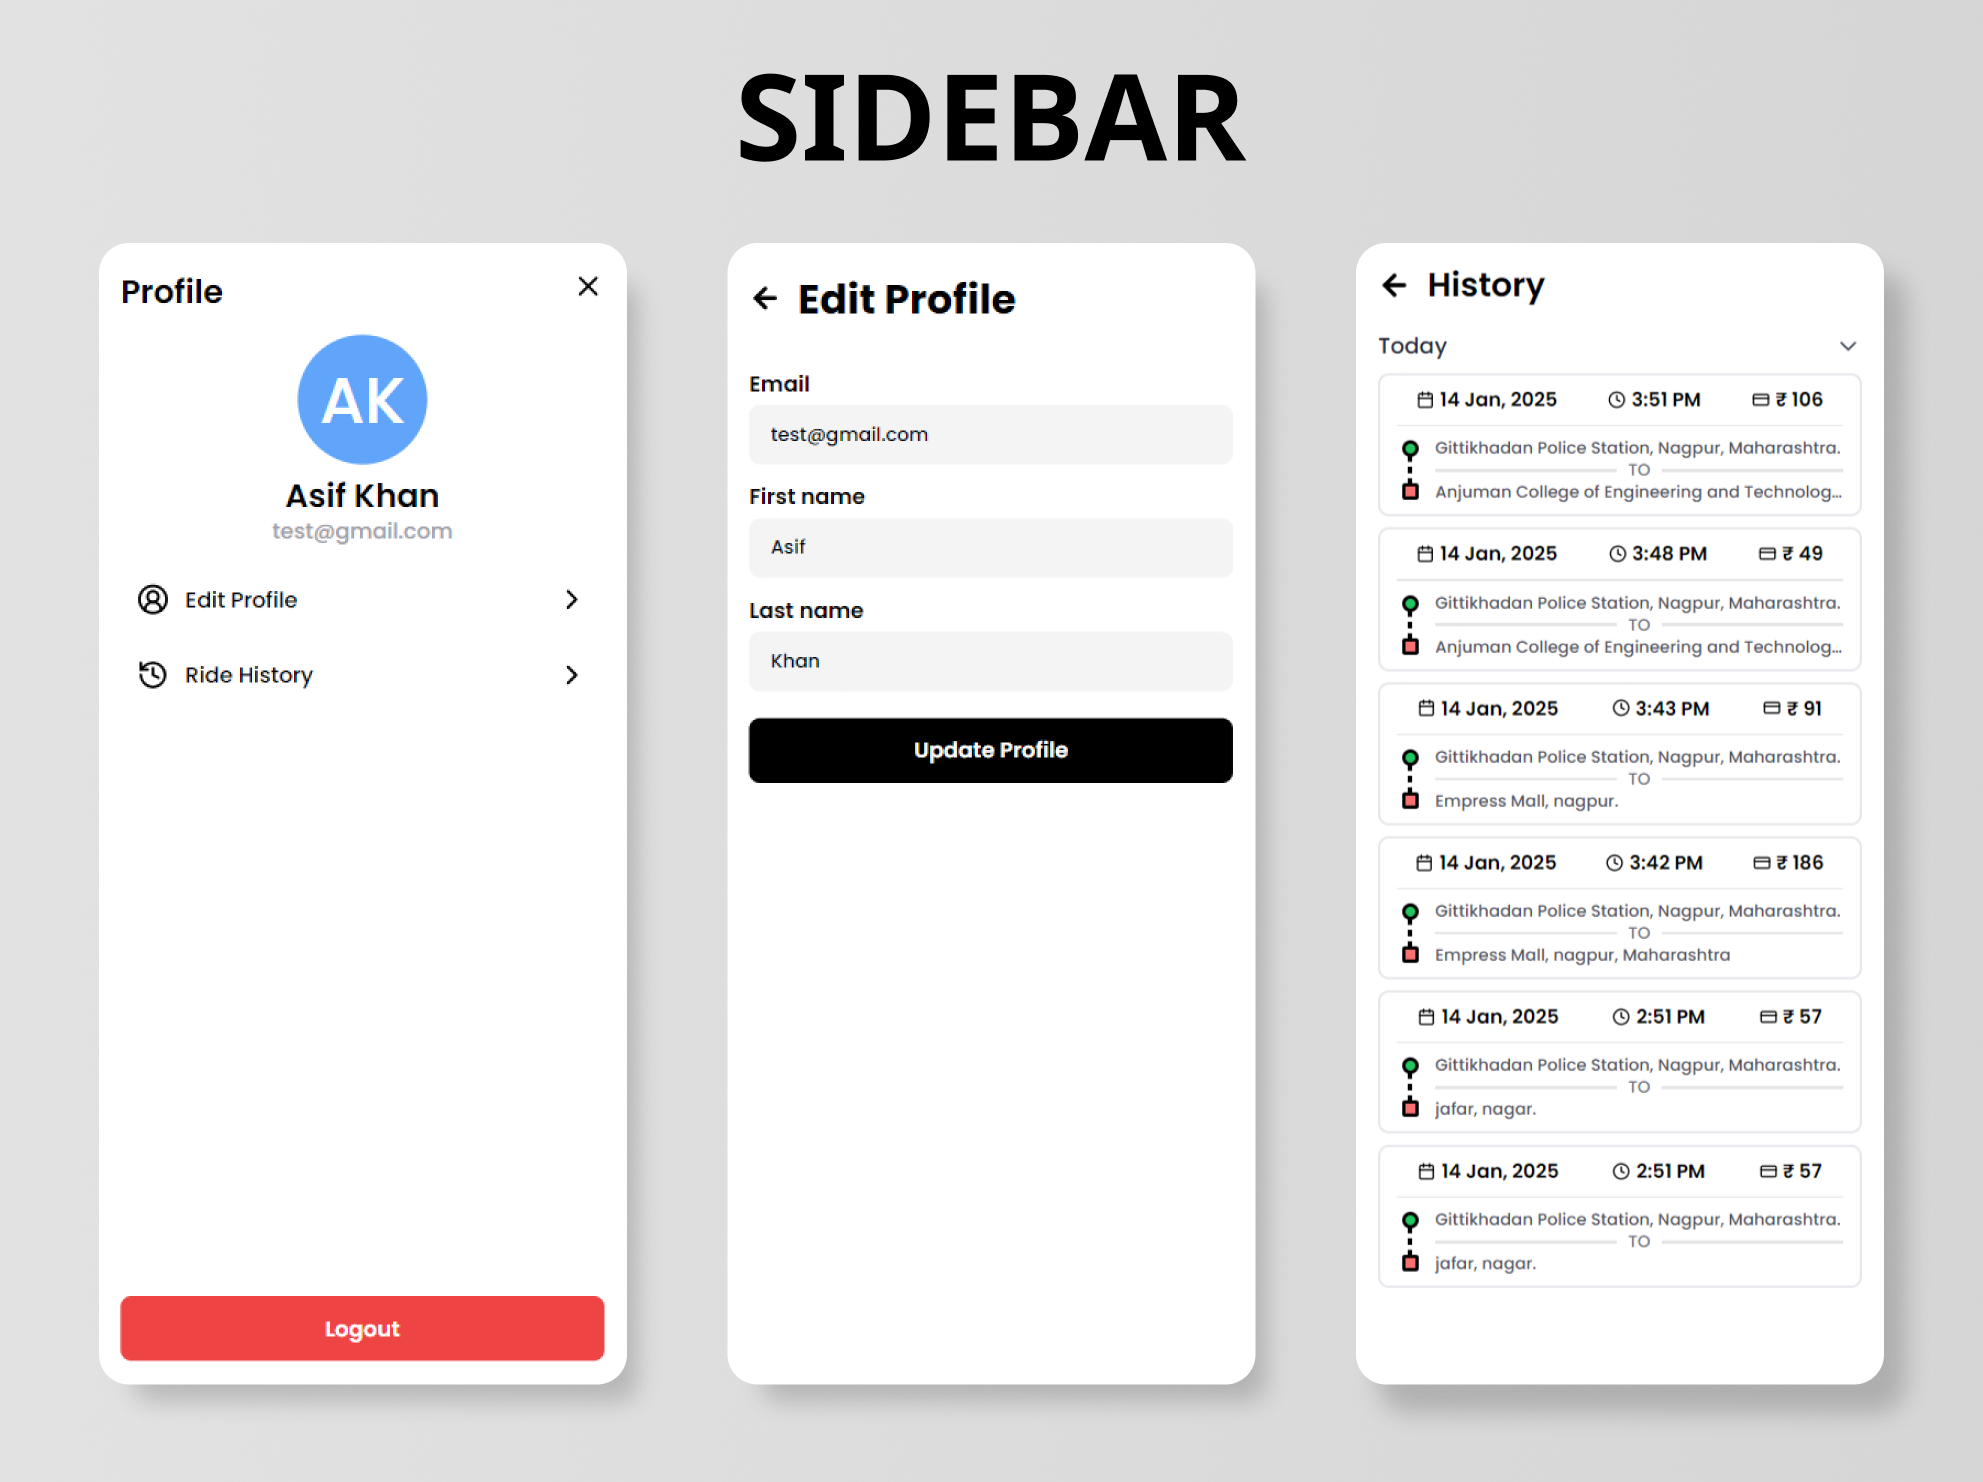 SIDEBAR
Profile
AK
Asif Khan
test@gmail.com
Edit Profile
Ride History
Logout
Edit Profile
Email
test@gmail.com
First name
Asif
Last name
Khan
Update Profile
History
Today
14 Jan, 2025 3:51 PM ₹ 106
Gittikhadan Police Station, Nagpur, Maharashtra.
TO
Anjuman College of Engineering and Technolog...
14 Jan, 2025 3:48 PM ₹ 49
Gittikhadan Police Station, Nagpur, Maharashtra.
TO
Anjuman College of Engineering and Technolog...
14 Jan, 2025 3:43 PM ₹ 91
Gittikhadan Police Station, Nagpur, Maharashtra.
TO
Empress Mall, nagpur.
14 Jan, 2025 3:42 PM ₹ 186
Gittikhadan Police Station, Nagpur, Maharashtra.
TO
Empress Mall, nagpur, Maharashtra
14 Jan, 2025 2:51 PM ₹ 57
Gittikhadan Police Station, Nagpur, Maharashtra.
TO
jafar, nagar.
14 Jan, 2025 2:51 PM ₹ 57
Gittikhadan Police Station, Nagpur, Maharashtra.
TO
jafar, nagar.